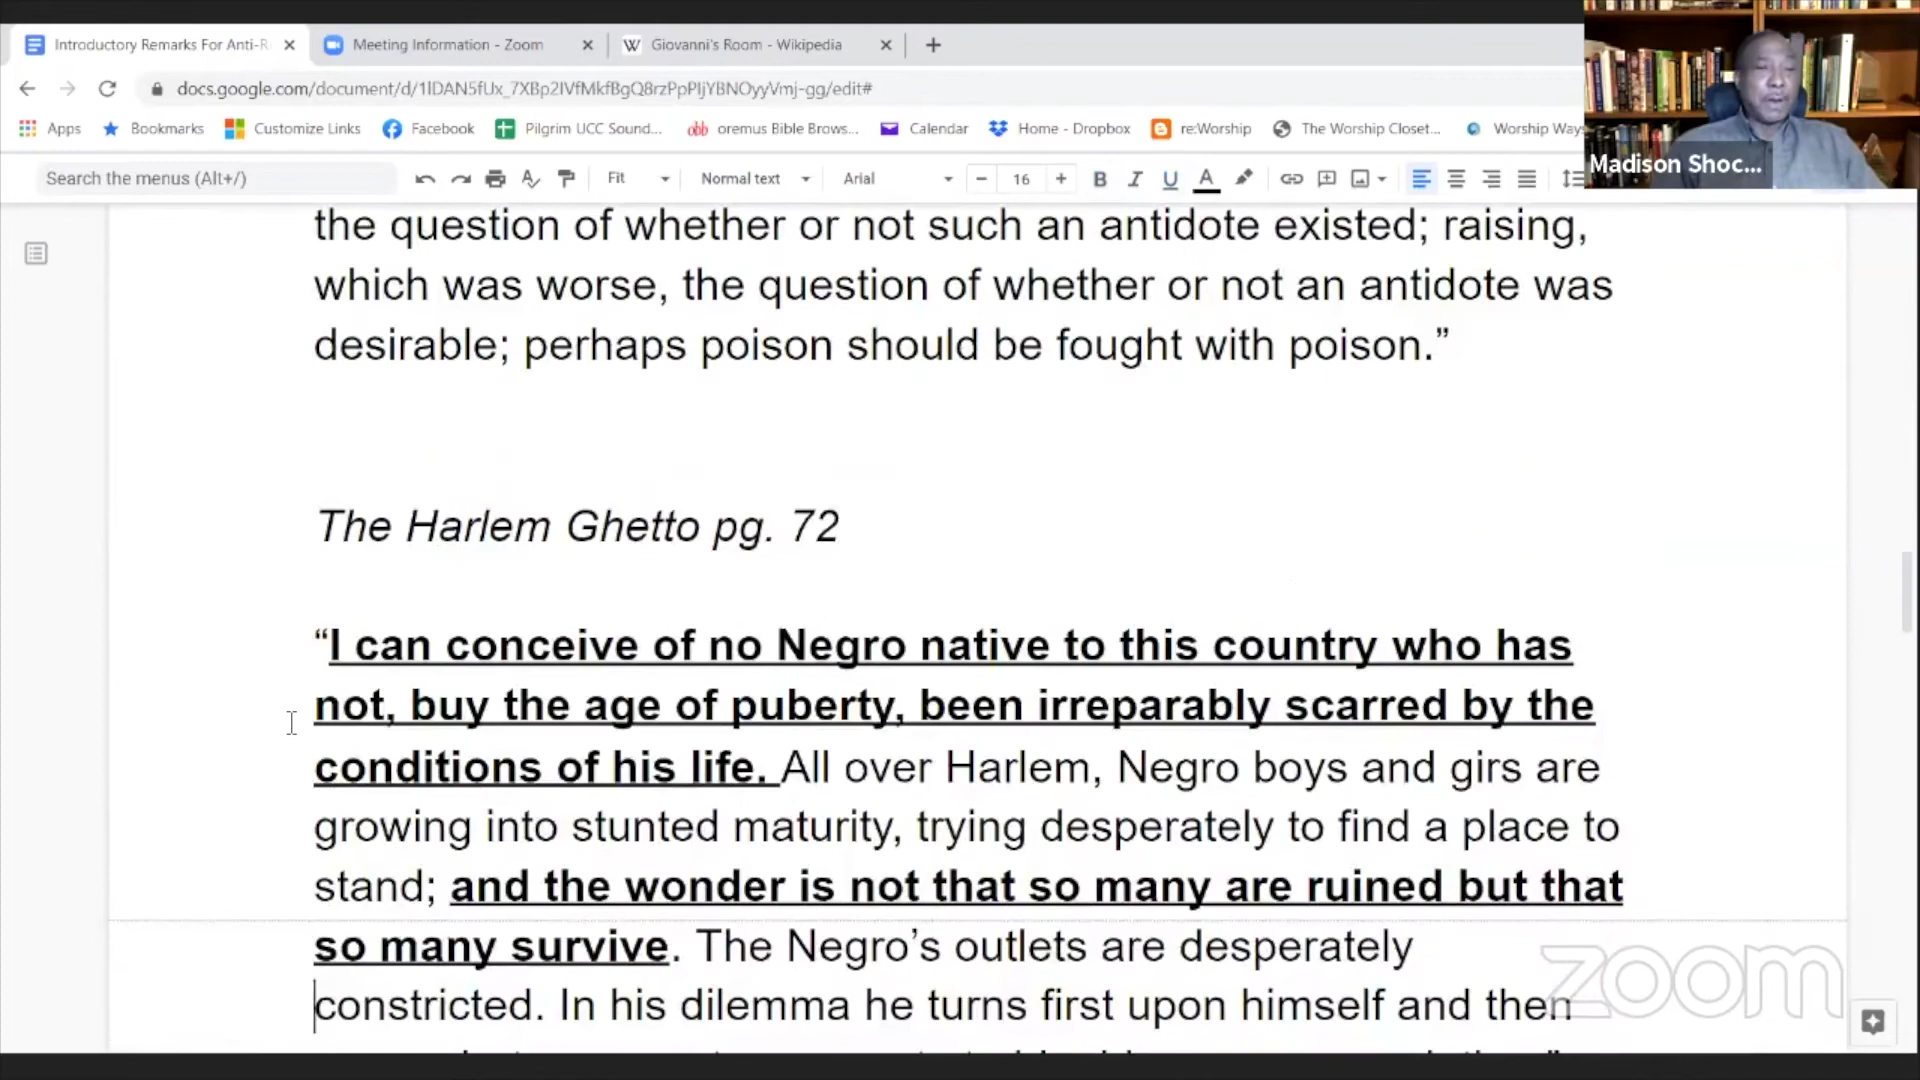 Introductory Remarks For Anti-R
Meeting Information - Zoom
Giovanni's Room - Wikipedia
docs.google.com/document/d/1lDAN5fUx_7XBp2IVfMkfBgQ8rzPpPIjYBNOyyVmj-gg/edit#
Apps Bookmarks Customize Links Facebook Pilgrim UCC Sound... oremus Bible Brows... Calendar Home - Dropbox re:Worship The Worship Closet... Worship Ways
Madison Shoc...
Search the menus (Alt+/) Fit Normal text Arial 16
the question of whether or not such an antidote existed; raising,
which was worse, the question of whether or not an antidote was
desirable; perhaps poison should be fought with poison.”
The Harlem Ghetto pg. 72
“I can conceive of no Negro native to this country who has
not, buy the age of puberty, been irreparably scarred by the
conditions of his life. All over Harlem, Negro boys and girs are
growing into stunted maturity, trying desperately to find a place to
stand; and the wonder is not that so many are ruined but that
so many survive. The Negro’s outlets are desperately
constricted. In his dilemma he turns first upon himself and then
zoom